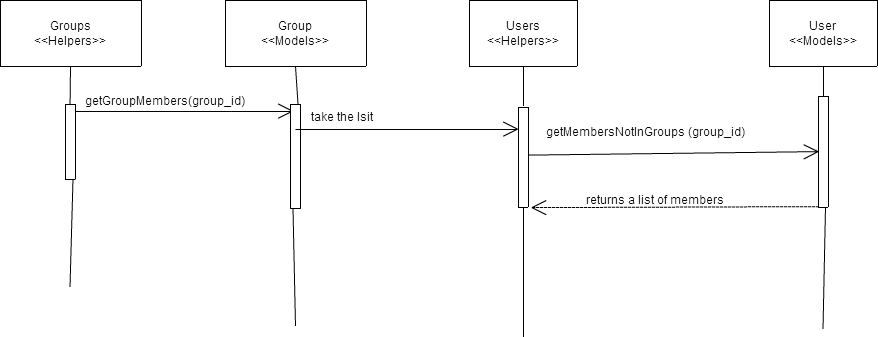 Groups
<<Helpers>>
Group
<<Models>>
Users
<<Helpers>>
User
<<Models>>
getGroupMembers(group_id)
take the lsit
getMembersNotInGroups (group_id)
returns a list of members